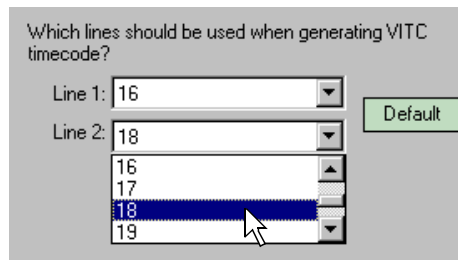 Which lines should be used when generating VITC
timecode?
Line 1: 16
Default
Line 2: 18
16
17
18
19